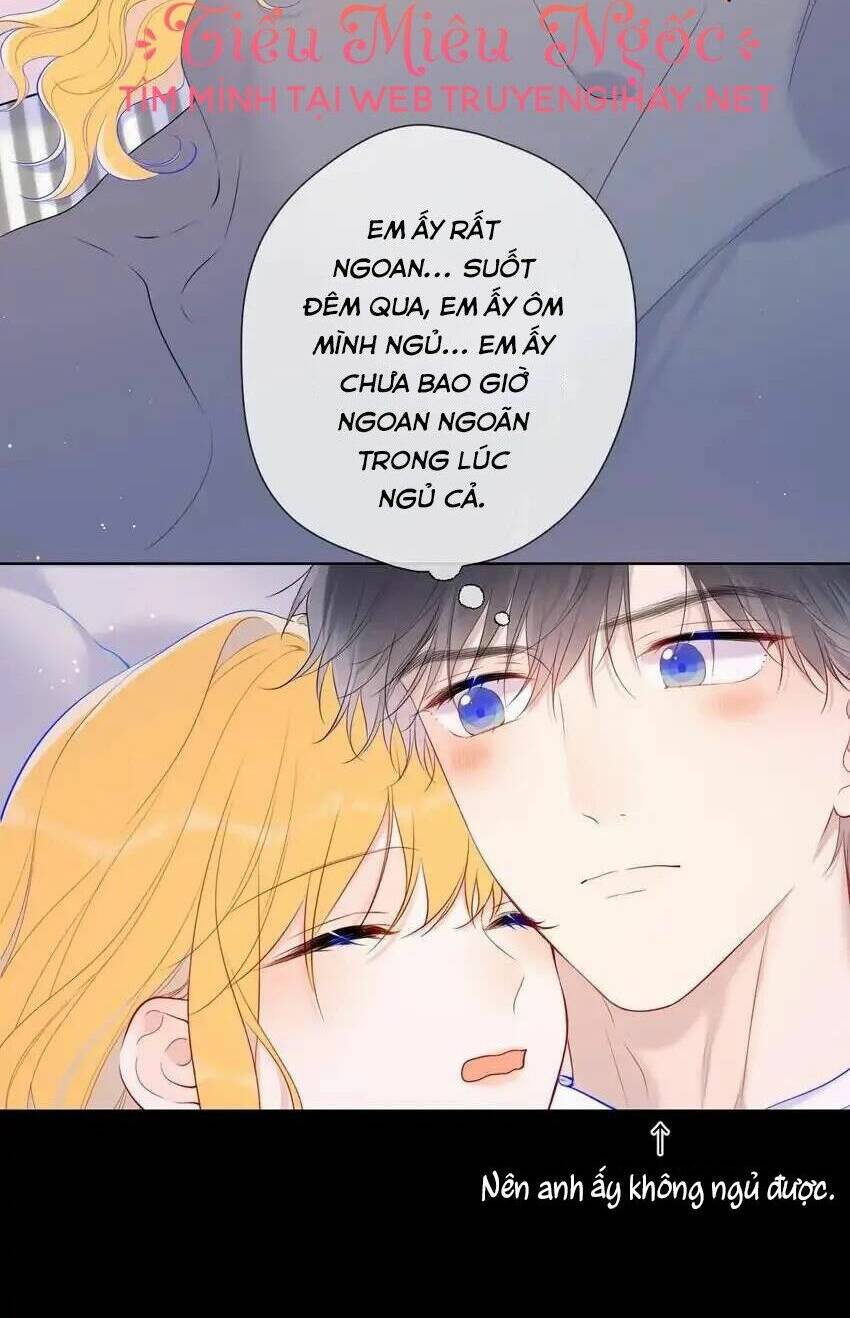 Tiểu Miêu Ngốc
TÌM MÌNH TẠI WEB TRUYENGIHAY.NET
EM ẤY RẤT
NGOAN... SUỐT
ĐÊM QUA, EM ẤY ÔM
MÌNH NGỦ... EM ẤY
CHƯA BAO GIỜ
NGOAN NGOÃN
TRONG LÚC
NGỦ CẢ.
Nên anh ấy không ngủ được.